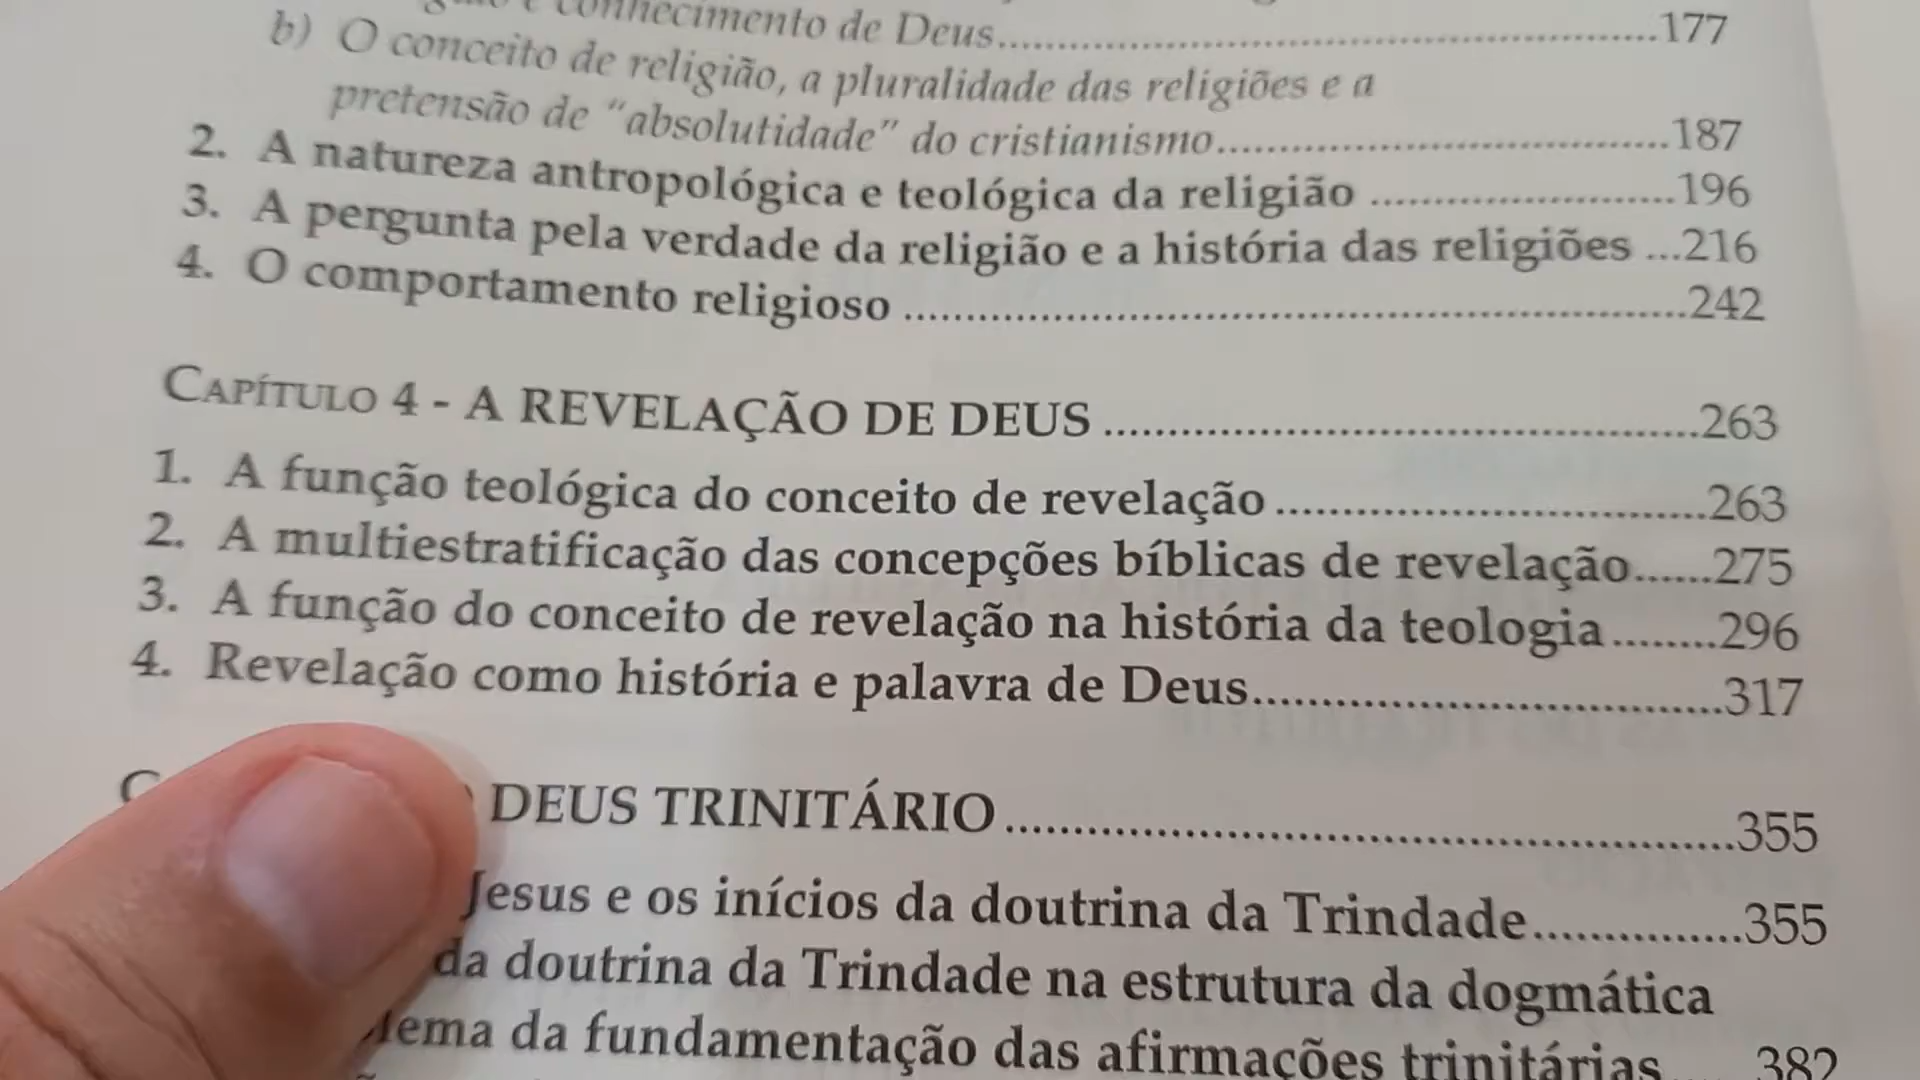 conhecimento de Deus..........177
b) O conceito de religião, a pluralidade das religiões e a
pretensão de "absolutidade" do cristianismo..........187
2. A natureza antropológica e teológica da religião ..........196
3. A pergunta pela verdade da religião e a história das religiões ...216
4. O comportamento religioso ..........242
CAPÍTULO 4 - A REVELAÇÃO DE DEUS ..........263
1. A função teológica do conceito de revelação ..........263
2. A multiestratificação das concepções bíblicas de revelação......275
3. A função do conceito de revelação na história da teologia ........296
4. Revelação como história e palavra de Deus..........317
DEUS TRINITÁRIO ..........355
Jesus e os inícios da doutrina da Trindade ..........355
da doutrina da Trindade na estrutura da dogmática
da fundamentação das afirmações trinitárias .... 382